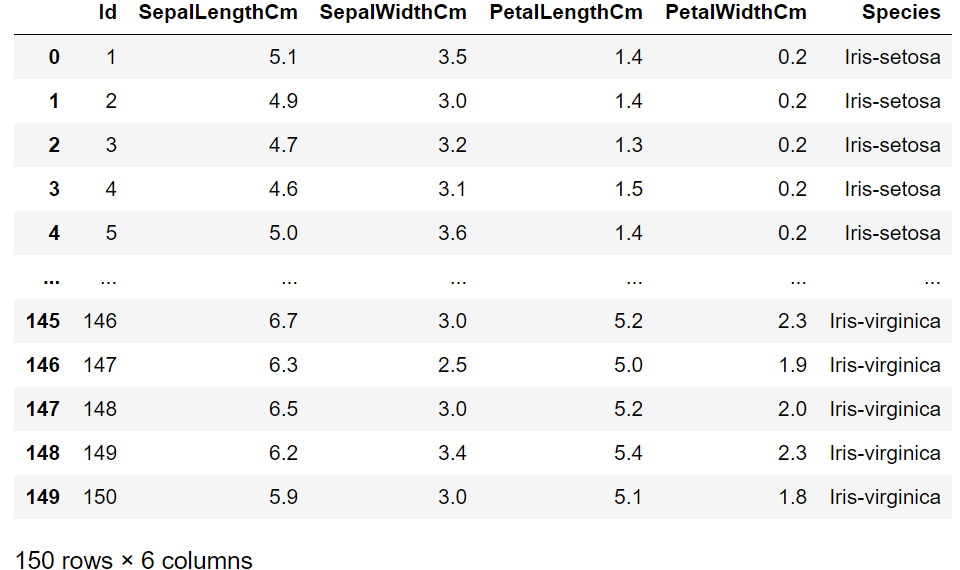 Id SepalLengthCm SepalWidthCm PetalLengthCm PetalWidthCm Species
0 1 5.1 3.5 1.4 0.2 Iris-setosa
1 2 4.9 3.0 1.4 0.2 Iris-setosa
2 3 4.7 3.2 1.3 0.2 Iris-setosa
3 4 4.6 3.1 1.5 0.2 Iris-setosa
4 5 5.0 3.6 1.4 0.2 Iris-setosa
... ... ... ... ... ... ...
145 146 6.7 3.0 5.2 2.3 Iris-virginica
146 147 6.3 2.5 5.0 1.9 Iris-virginica
147 148 6.5 3.0 5.2 2.0 Iris-virginica
148 149 6.2 3.4 5.4 2.3 Iris-virginica
149 150 5.9 3.0 5.1 1.8 Iris-virginica
150 rows × 6 columns